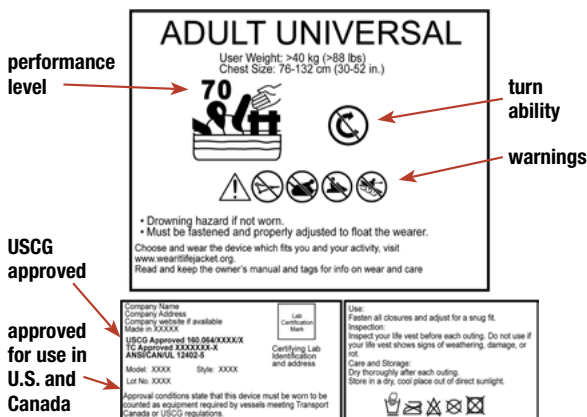 ADULT UNIVERSAL
User Weight: >40 kg (>88 lbs)
Chest Size: 76-132 cm (30-52 in.)
performance
level
70
turn
ability
warnings
• Drowning hazard if not worn.
• Must be fastened and properly adjusted to float the wearer.
Choose and wear the device which fits you and your activity, visit
www.wearitlifejacket.org.
Read and keep the owner's manual and tags for info on wear and care
USCG
approved
approved
for use in
U.S. and
Canada
Company Name
Company Address
Company website if available
Made in XXXXX
USCG Approved 160.064/XXXX/X
TC Approved XXXXXXX-X
ANSI/CAN/UL 12402-5
Model: XXXX Style: XXXX
Lot No. XXXX
Lab
Certification
Mark
Certifying Lab
Identification
and address
Approval conditions state that this device must be worn to be
counted as equipment required by vessels meeting Transport
Canada or USCG regulations.
Use:
Fasten all closures and adjust for a snug fit.
Inspection:
Inspect your life vest before each outing. Do not use if
your life vest shows signs of weathering, damage, or
rot.
Care and Storage:
Dry thoroughly after each outing.
Store in a dry, cool place out of direct sunlight.